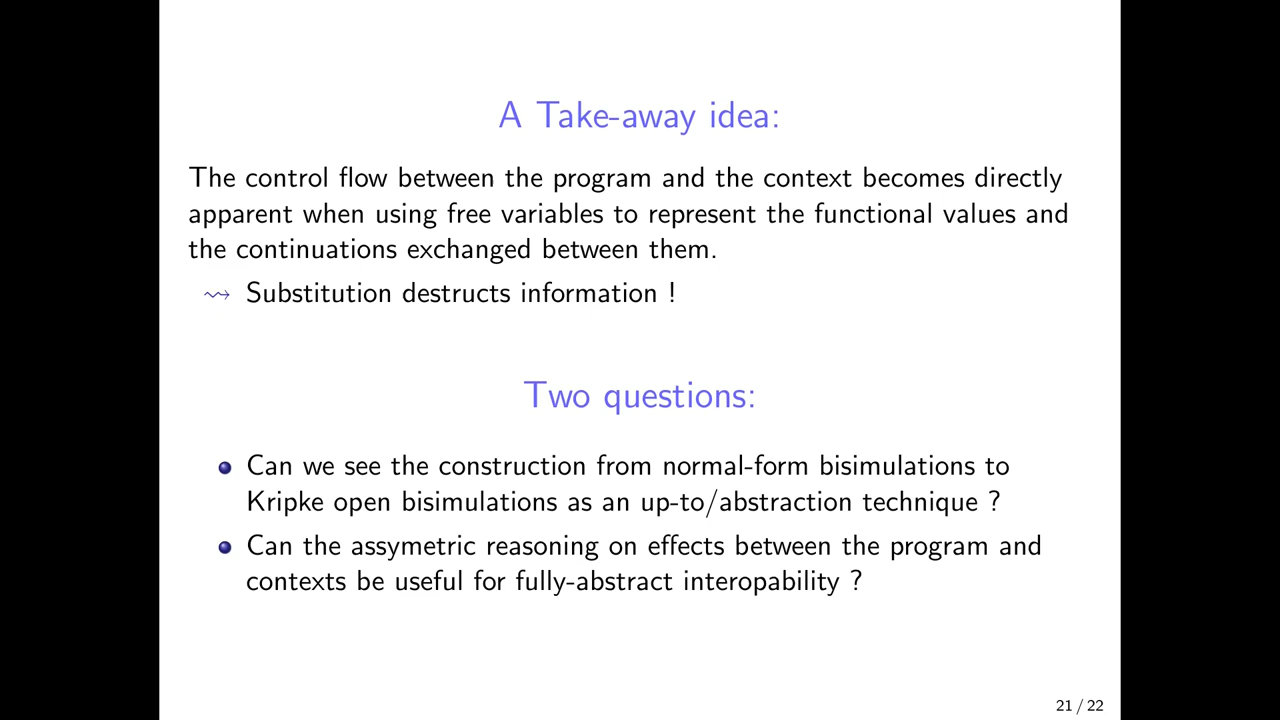 A Take-away idea:
The control flow between the program and the context becomes directly
apparent when using free variables to represent the functional values and
the continuations exchanged between them.
⇝ Substitution destructs information !
Two questions:
Can we see the construction from normal-form bisimulations to
Kripke open bisimulations as an up-to/abstraction technique ?
Can the assymetric reasoning on effects between the program and
contexts be useful for fully-abstract interopability ?
21 / 22